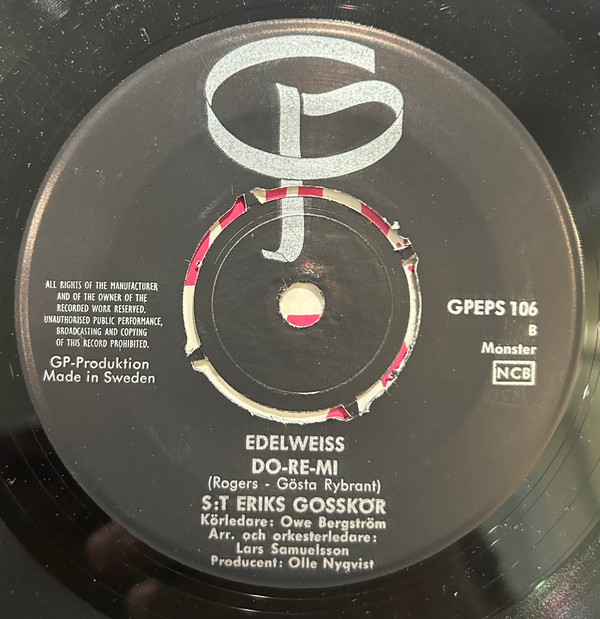 GP
ALL RIGHTS OF THE MANUFACTURER
AND OF THE OWNER OF THE
RECORDED WORK RESERVED.
UNAUTHORISED PUBLIC PERFORMANCE,
BROADCASTING AND COPYING
OF THIS RECORD PROHIBITED.
GP-Produktion
Made in Sweden
GPEPS 106
B
Monster
NCB
EDELWEISS
DO-RE-MI
(Rogers - Gösta Rybrant)
S:T ERIKS GOSSKÖR
Körledare: Owe Bergström
Arr. och orkesterledare:
Lars Samuelsson
Producent: Olle Nyqvist